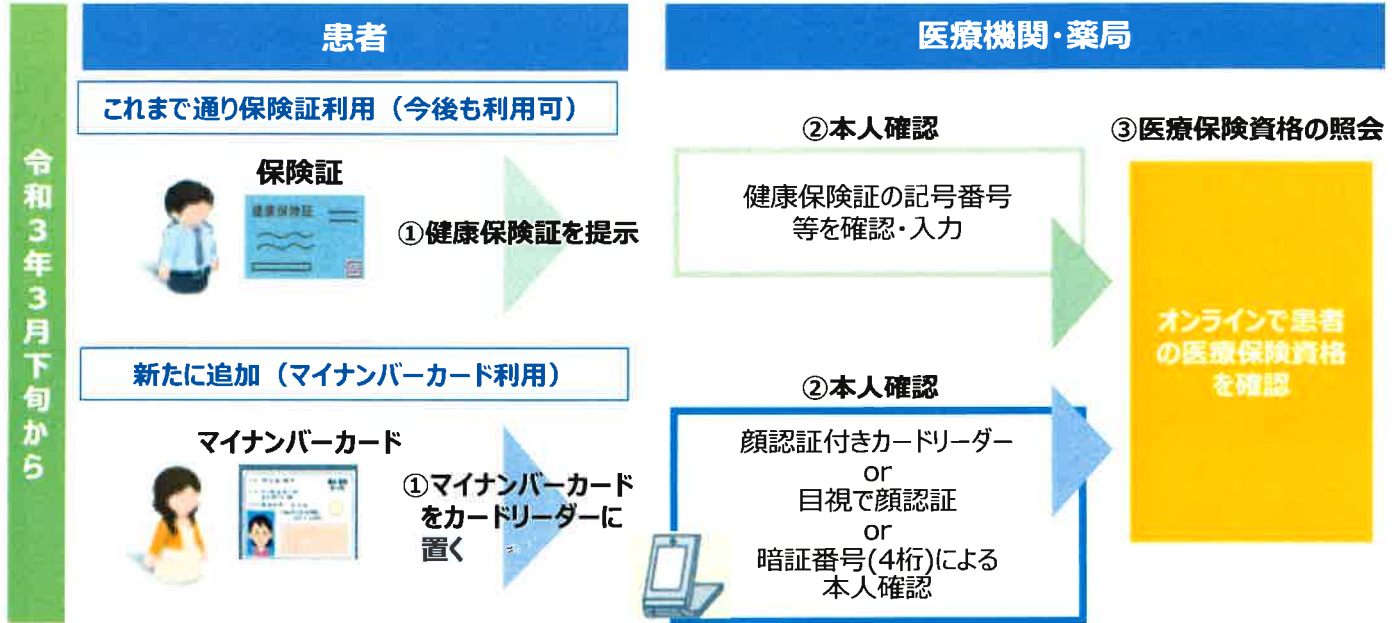 令和3年3月下旬から
患者
医療機関・薬局
これまで通り保険証利用（今後も利用可）
保険証
健康保険証
①健康保険証を提示
②本人確認
健康保険証の記号番号
等を確認・入力
③医療保険資格の照会
オンラインで患者
の医療保険資格
を確認
新たに追加（マイナンバーカード利用）
マイナンバーカード
①マイナンバーカード
をカードリーダーに
置く
②本人確認
顔認証付きカードリーダー
or
目視で顔認証
or
暗証番号(4桁)による
本人確認